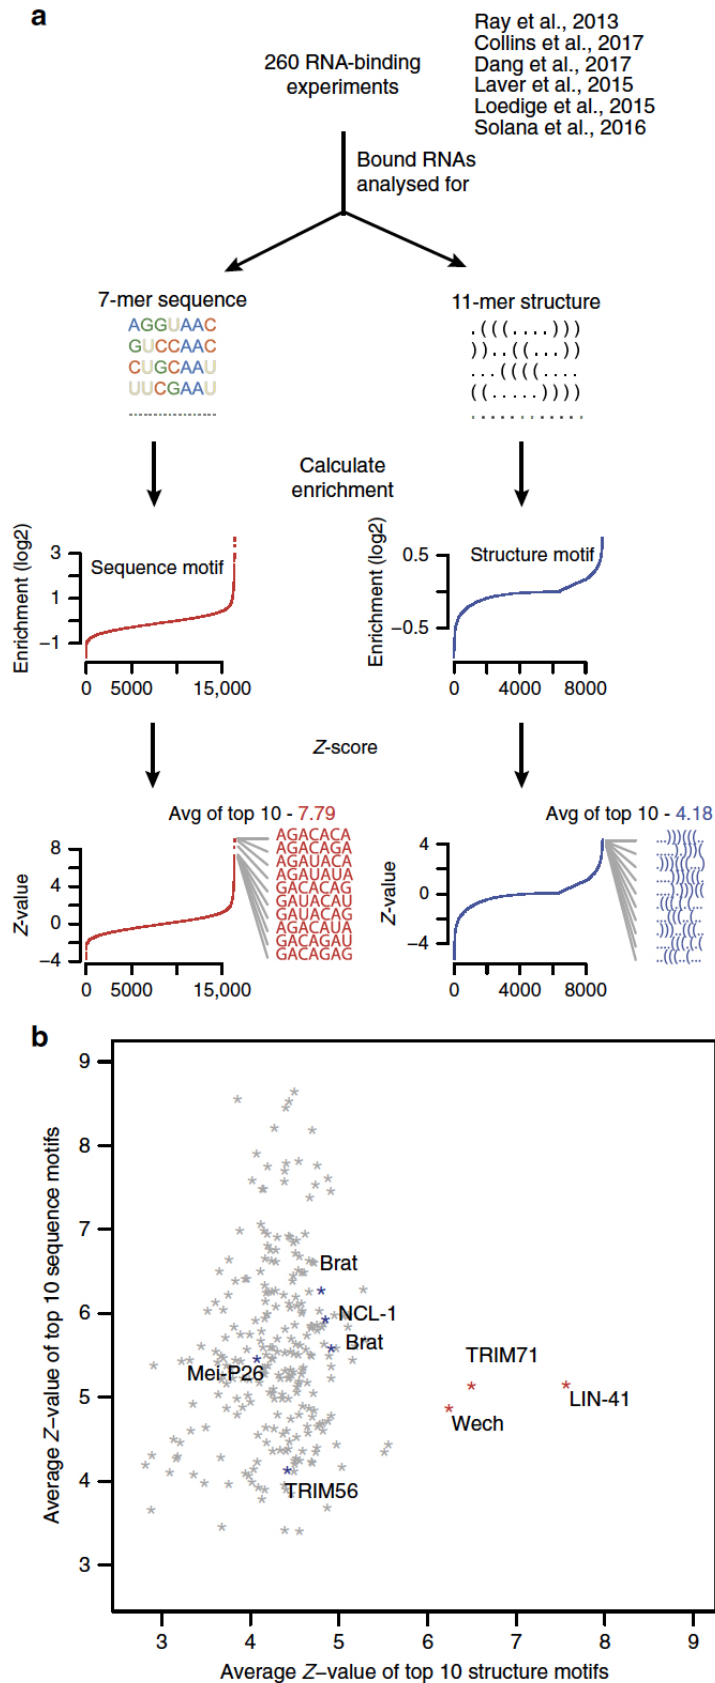 a
260 RNA-binding
experiments
Ray et al., 2013
Collins et al., 2017
Dang et al., 2017
Laver et al., 2015
Loedige et al., 2015
Solana et al., 2016
Bound RNAs
analysed for
7-mer sequence
AGGUAAC
GUCCAAC
CUGCAAU
UUCGAAU
11-mer structure
.(((....)))
))..((...))
...((((....
((.....))))
Calculate
enrichment
Enrichment (log2)
3
1
−1
Sequence motif
0 5000 15,000
Enrichment (log2)
0.5
−0.5
Structure motif
0 4000 8000
Z-score
Avg of top 10 - 7.79
Z-value
8
4
0
−4
0 5000 15,000
AGACACA
AGACAGA
AGAUACA
AGAUAUA
GACACAG
GAUACAU
GAUACAG
AGACAUA
GACAGAU
GACAGAG
Avg of top 10 - 4.18
Z-value
4
0
−4
0 4000 8000
b
Average Z−value of top 10 sequence motifs
9
8
7
6
5
4
3
Brat
NCL-1
Brat
Mei-P26
TRIM71
LIN-41
Wech
TRIM56
3 4 5 6 7 8 9
Average Z−value of top 10 structure motifs